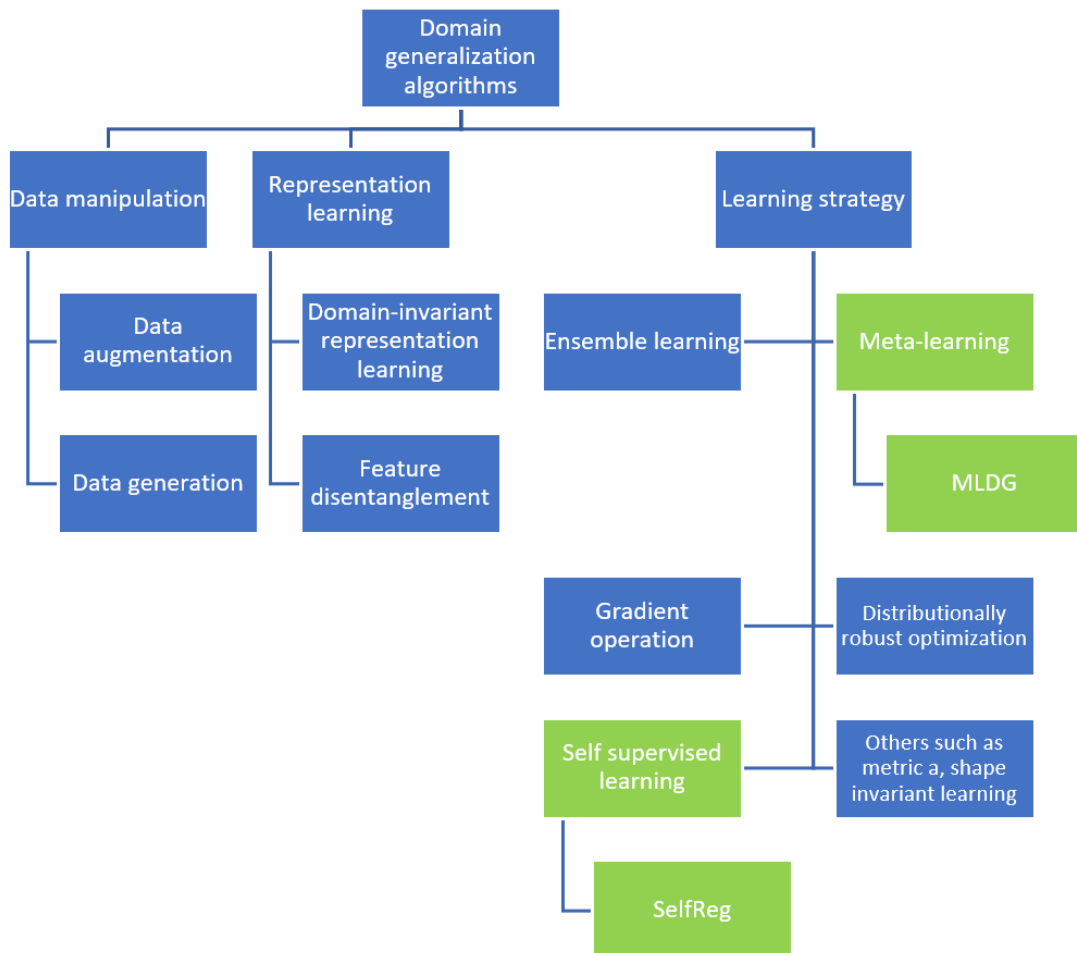 Domain
generalization
algorithms
Data manipulation
Representation
learning
Learning strategy
Data
augmentation
Domain-invariant
representation
learning
Ensemble learning
Meta-learning
Data generation
Feature
disentanglement
MLDG
Gradient
operation
Distributionally
robust optimization
Self supervised
learning
Others such as
metric a, shape
invariant learning
SelfReg